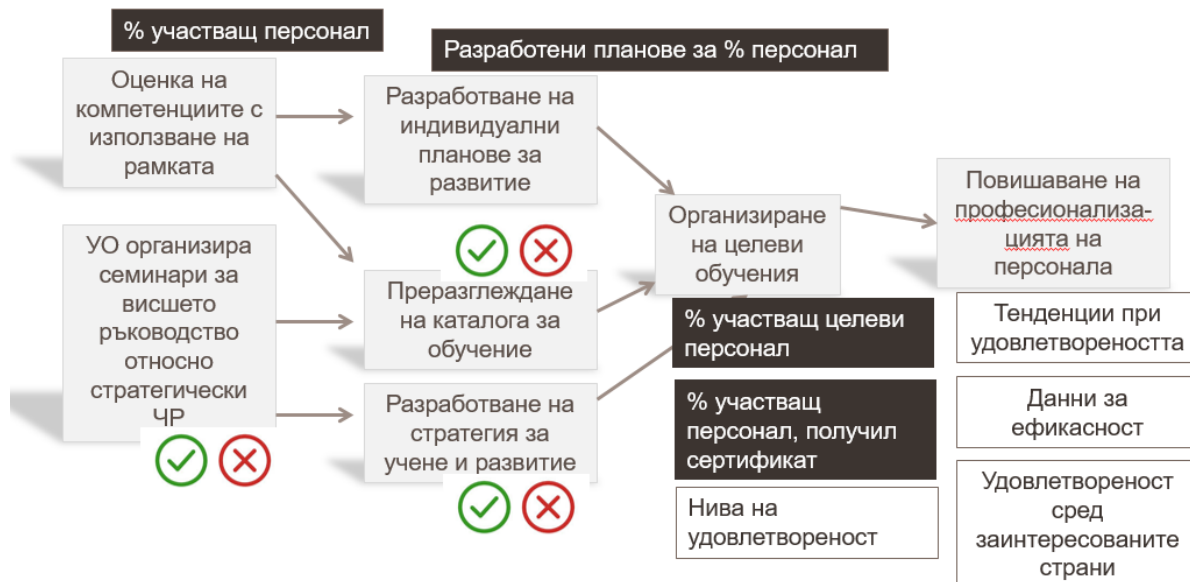 % участващ персонал
Разработени планове за % персонал
Оценка на
компетенциите с
използване на
рамката
Разработване на
индивидуални
планове за
развитие
Организиране
на целеви
обучения
Повишаване на
професионализа-
цията на
персонала
УО организира
семинари за
висшето
ръководство
относно
стратегически
ЧР
Преразглеждане
на каталога за
обучение
Разработване на
стратегия за
учене и развитие
% участващ целеви
персонал
% участващ
персонал, получил
сертификат
Нива на
удовлетвореност
Тенденции при
удовлетвореността
Данни за
ефикасност
Удовлетвореност
сред
заинтересованите
страни